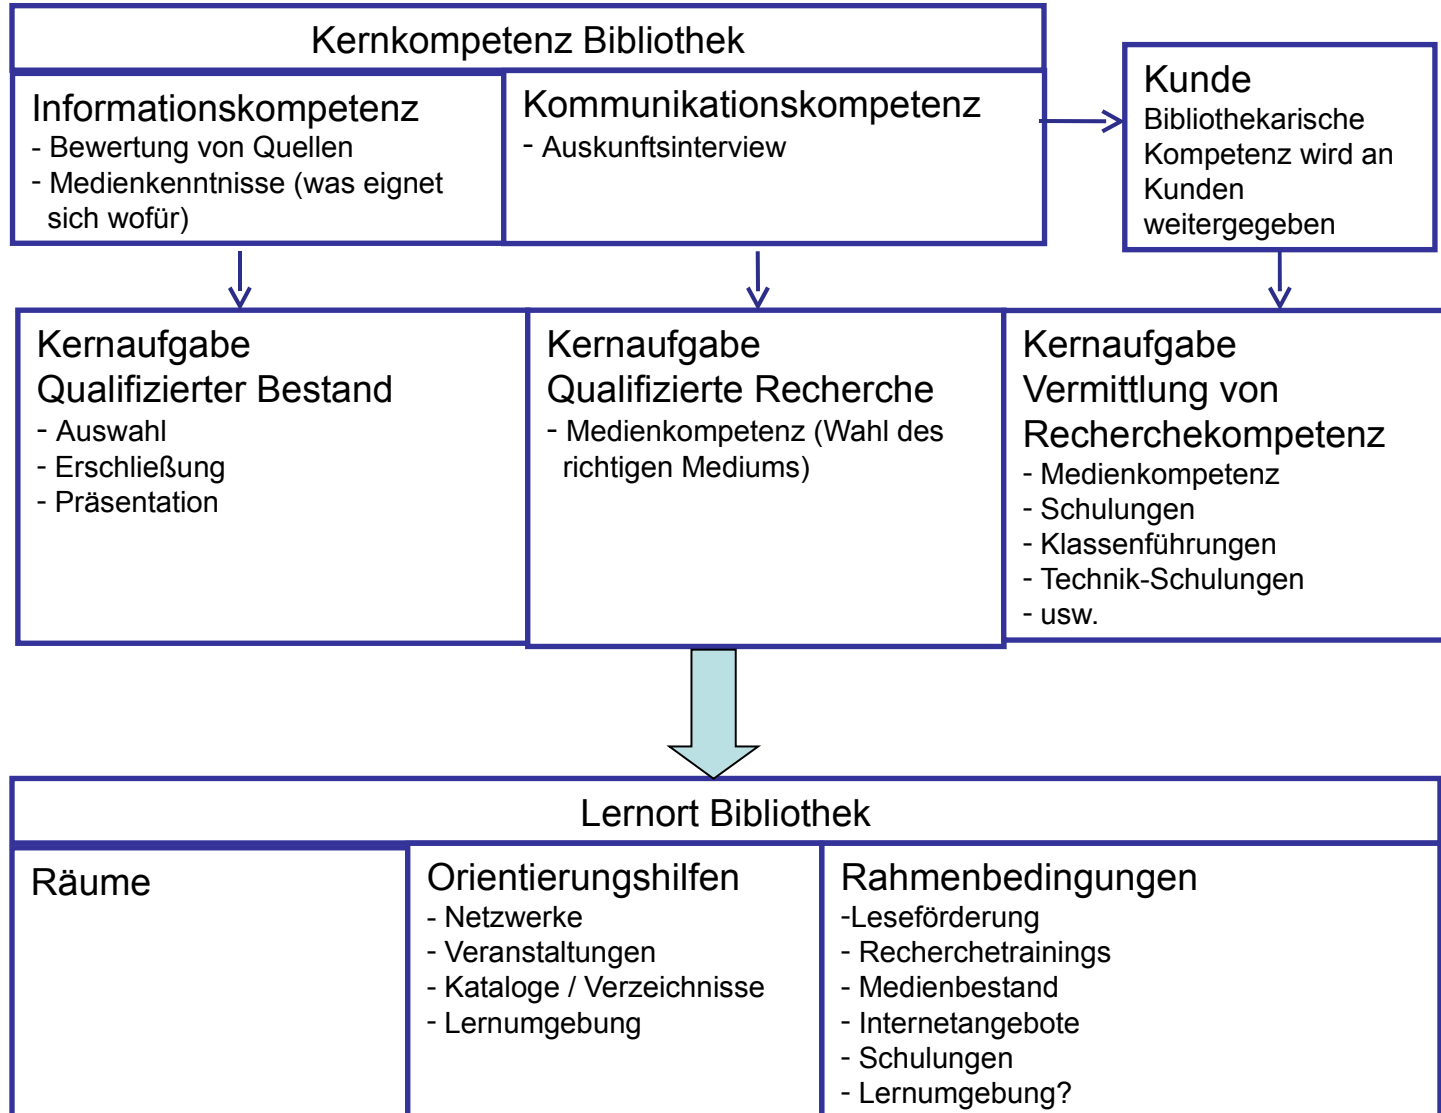 Kernkompetenz Bibliothek
Informationskompetenz
- Bewertung von Quellen
- Medienkenntnisse (was eignet
sich wofür)
Kommunikationskompetenz
- Auskunftsinterview
Kunde
Bibliothekarische
Kompetenz wird an
Kunden
weitergegeben
Kernaufgabe
Qualifizierter Bestand
- Auswahl
- Erschließung
- Präsentation
Kernaufgabe
Qualifizierte Recherche
- Medienkompetenz (Wahl des
richtigen Mediums)
Kernaufgabe
Vermittlung von
Recherchekompetenz
- Medienkompetenz
- Schulungen
- Klassenführungen
- Technik-Schulungen
- usw.
Lernort Bibliothek
Räume
Orientierungshilfen
- Netzwerke
- Veranstaltungen
- Kataloge / Verzeichnisse
- Lernumgebung
Rahmenbedingungen
-Leseförderung
- Recherchetrainings
- Medienbestand
- Internetangebote
- Schulungen
- Lernumgebung?